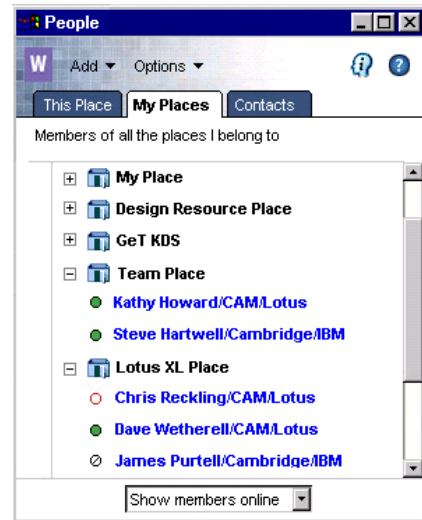 People
W Add Options
This Place My Places Contacts
Members of all the places I belong to
My Place
Design Resource Place
GeT KDS
Team Place
Kathy Howard/CAM/Lotus
Steve Hartwell/Cambridge/IBM
Lotus XL Place
Chris Reckling/CAM/Lotus
Dave Wetherell/CAM/Lotus
James Purtell/Cambridge/IBM
Show members online